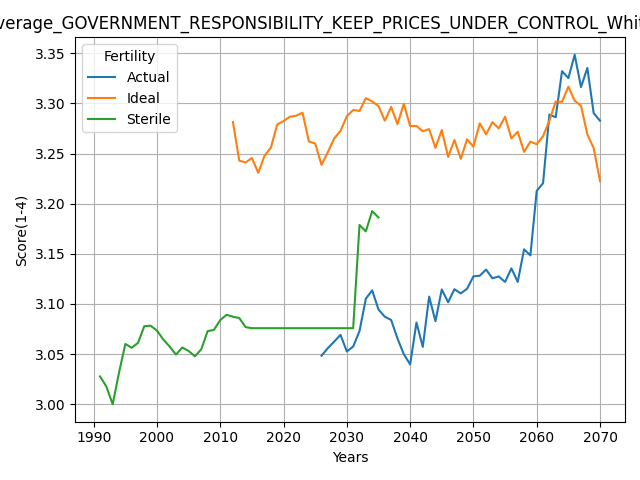 verage_GOVERNMENT_RESPONSIBILITY_KEEP_PRICES_UNDER_CONTROL_Whit
Fertility
Actual
Ideal
Sterile
3.35
3.30
3.25
3.20
3.15
3.10
3.05
3.00
Score(1-4)
1990 2000 2010 2020 2030 2040 2050 2060 2070
Years